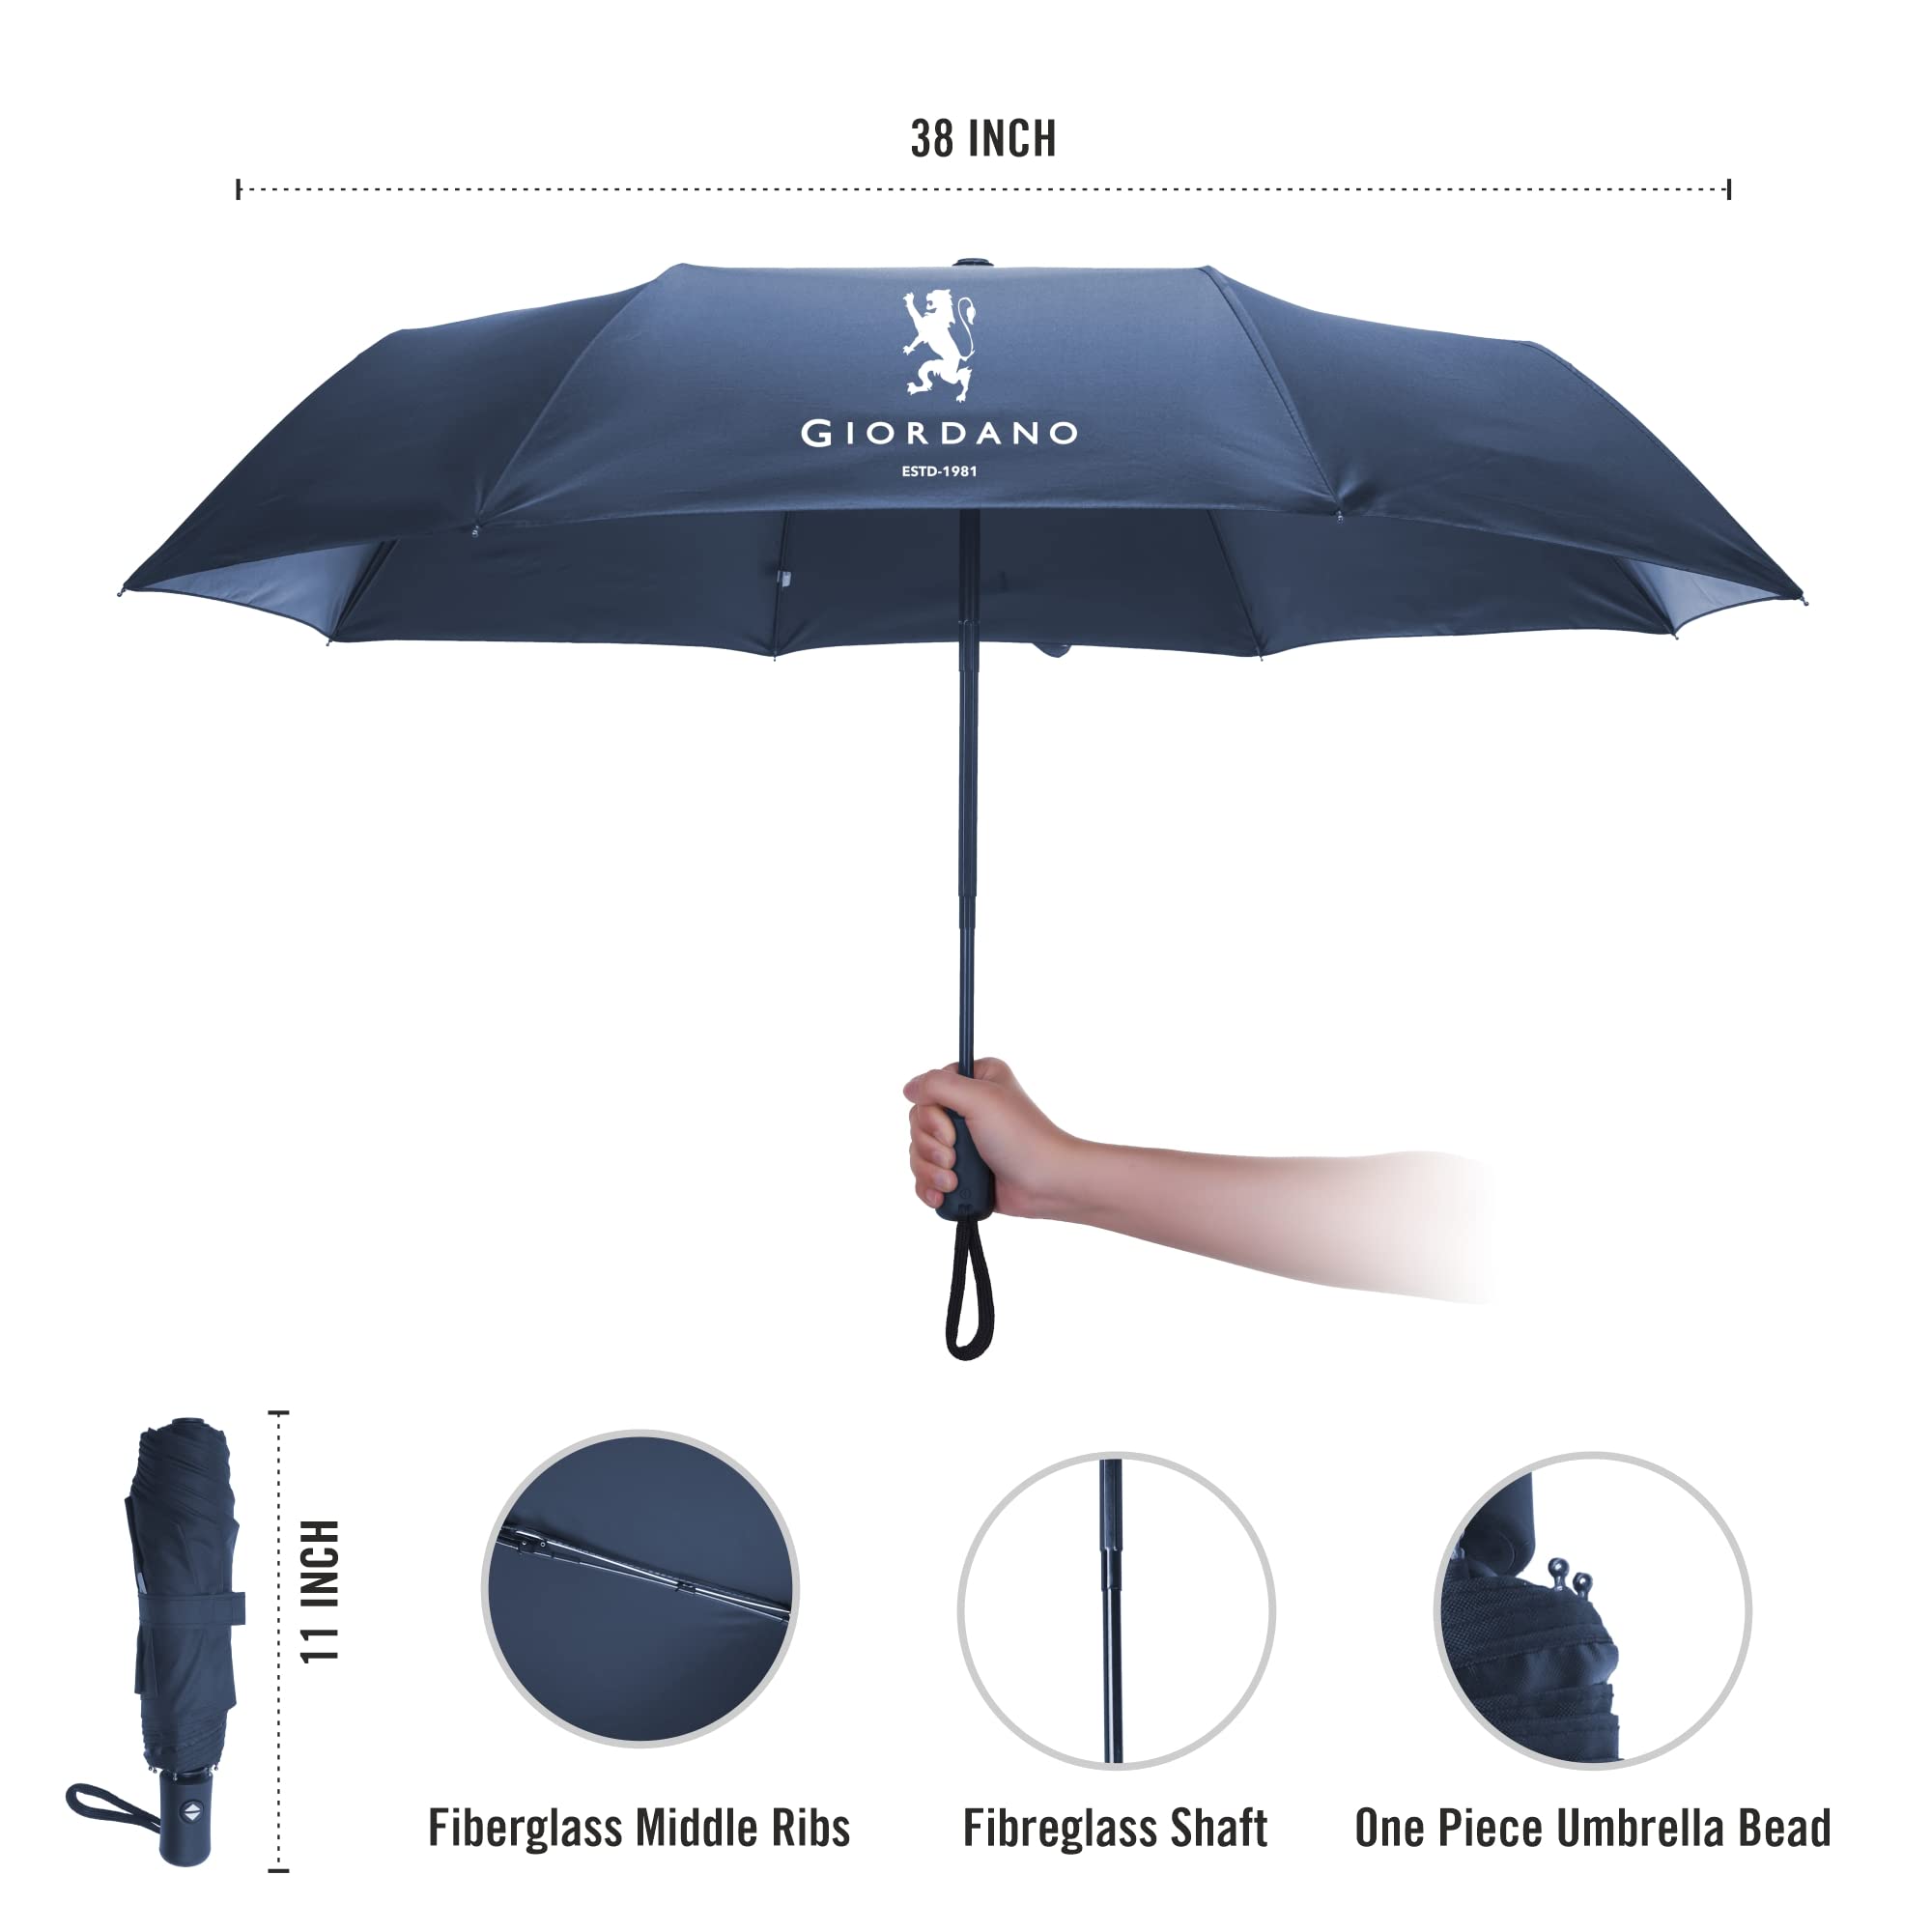 38 INCH
GIORDANO
ESTD-1981
11 INCH
Fiberglass Middle Ribs
Fibreglass Shaft
One Piece Umbrella Bead